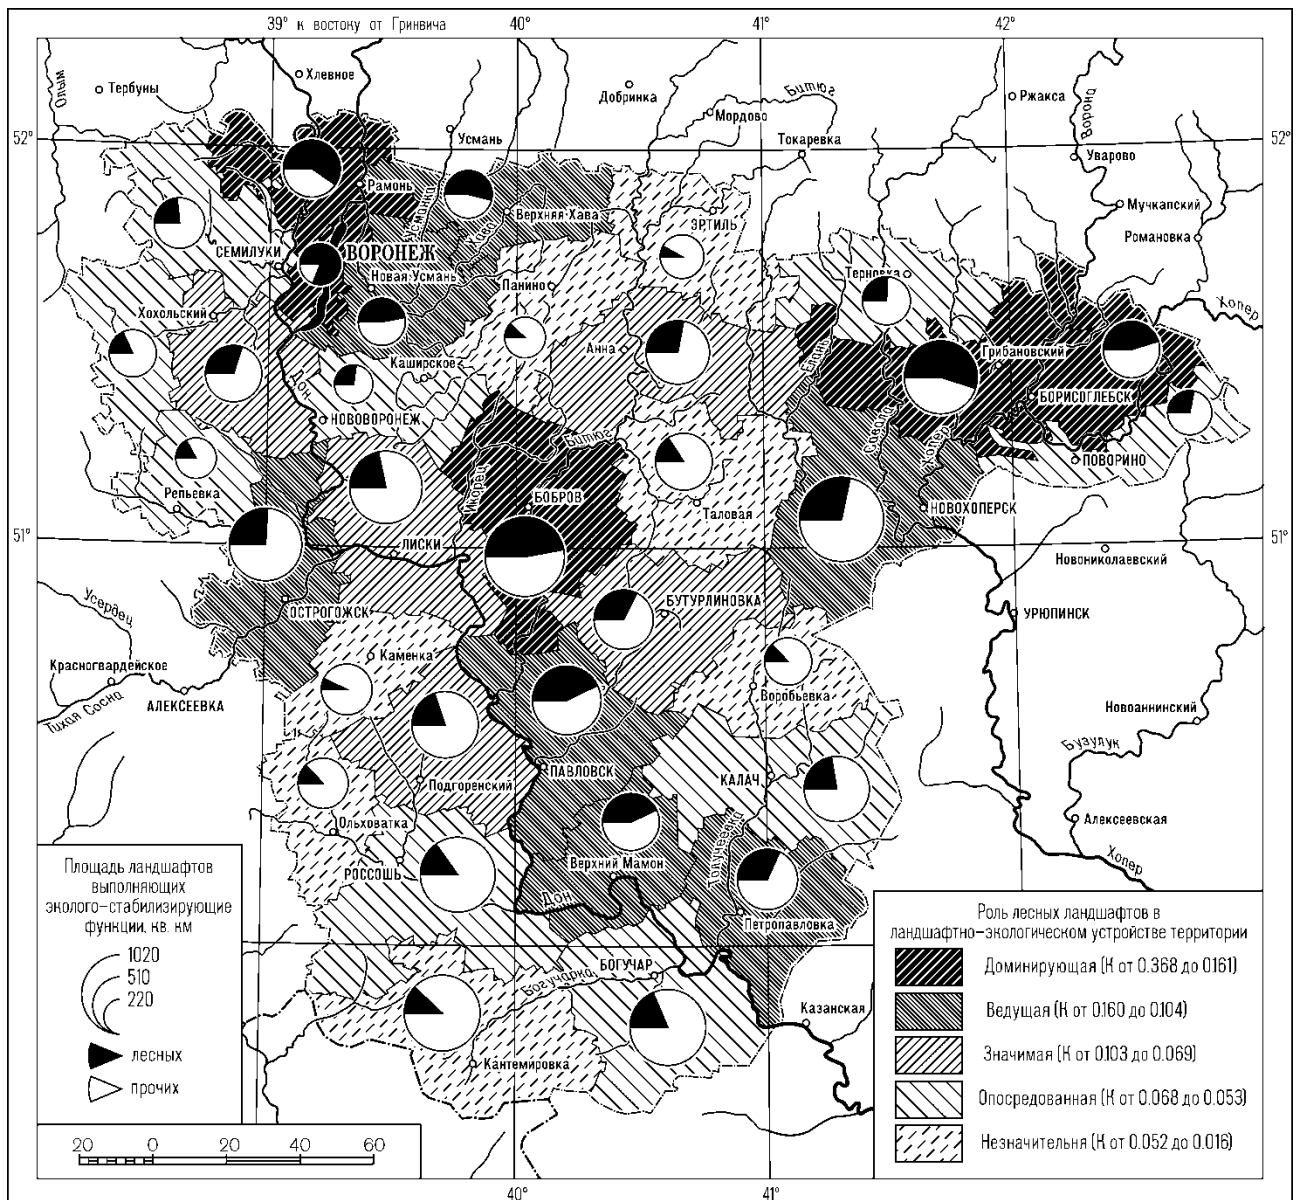 39° к востоку от Гринвича
40°
41°
42°
Хлевное
Тербуны
Олым
Добринка
Битюг
Мордово
Ржакса
Ворона
52°
52°
Усмань
Токаревка
Уварово
Рамонь
Усманка
Хава
Верхняя Хава
ЭРТИЛЬ
Мучкапский
Романовка
СЕМИЛУКИ
ВОРОНЕЖ
Новая Усмань
Панино
Терновка
Хопер
Хохольский
Каширское
Анна
Елань
Грибановский
Дон
НОВОВОРОНЕЖ
БОРИСОГЛЕБСК
Савала
Хопер
Битюг
Икорец
ПОВОРИНО
Репьевка
БОБРОВ
Таловая
НОВОХОПЕРСК
51°
51°
ЛИСКИ
Новониколаевский
Усердец
ОСТРОГОЖСК
БУТУРЛИНОВКА
УРЮПИНСК
Красногвардейское
Каменка
АЛЕКСЕЕВКА
Тихая Сосна
Воробьевка
Новоаннинский
Бузулук
ПАВЛОВСК
КАЛАЧ
Подгоренский
Ольховатка
Алексеевская
Хопер
Толучеевка
РОССОШЬ
Верхний Мамон
Дон
Петропавловка
БОГУЧАР
Богучарка
Казанская
Кантемировка
Площадь ландшафтов
выполняющих
эколого-стабилизирующие
функции, кв. км
1020
510
220
лесных
прочих
20 0 20 40 60
Роль лесных ландшафтов в
ландшафтно-экологическом устройстве территории
Доминирующая (К от 0.368 до 0161)
Ведущая (К от 0.160 до 0.104)
Значимая (К от 0.103 до 0.069)
Опосредованная (К от 0.068 до 0.053)
Незначительня (К от 0.052 до 0.016)
40°
41°